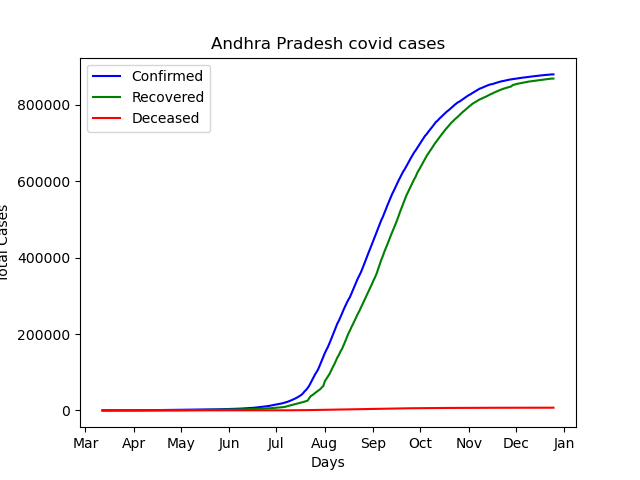 Andhra Pradesh covid cases
Confirmed
Recovered
Deceased
800000
600000
400000
200000
0
Total Cases
Mar Apr May Jun Jul Aug Sep Oct Nov Dec Jan
Days